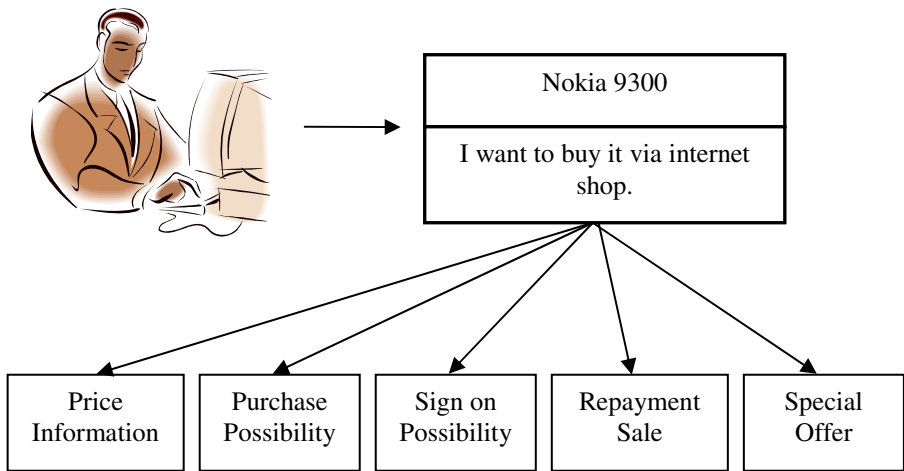 Nokia 9300
I want to buy it via internet
shop.
Price
Information
Purchase
Possibility
Sign on
Possibility
Repayment
Sale
Special
Offer